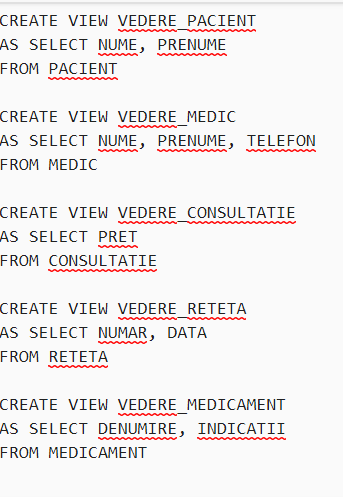 CREATE VIEW VEDERE_PACIENT
AS SELECT NUME, PRENUME
FROM PACIENT
CREATE VIEW VEDERE_MEDIC
AS SELECT NUME, PRENUME, TELEFON
FROM MEDIC
CREATE VIEW VEDERE_CONSULTATIE
AS SELECT PRET
FROM CONSULTATIE
CREATE VIEW VEDERE_RETETA
AS SELECT NUMAR, DATA
FROM RETETA
CREATE VIEW VEDERE_MEDICAMENT
AS SELECT DENUMIRE, INDICATII
FROM MEDICAMENT